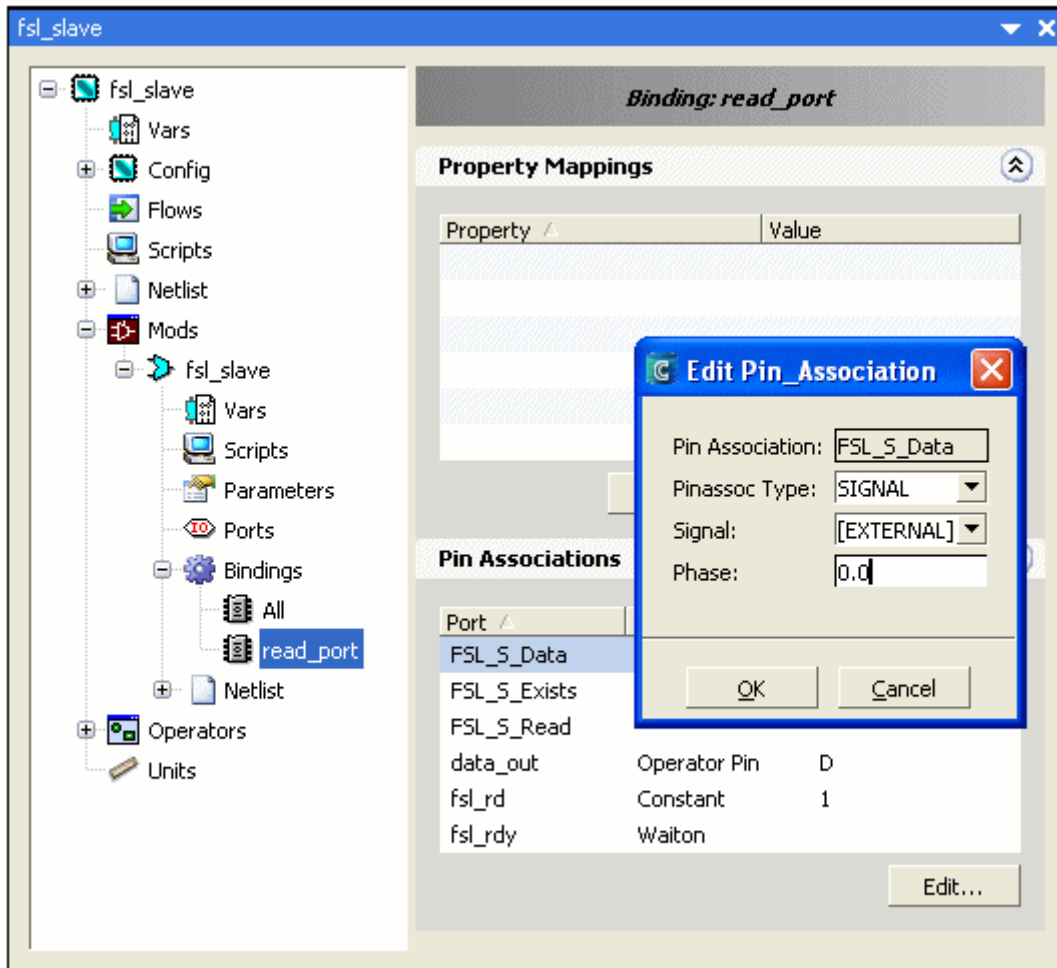 fsl_slave
fsl_slave
Vars
Config
Flows
Scripts
Netlist
Mods
fsl_slave
Vars
Scripts
Parameters
IO Ports
Bindings
All
read_port
Netlist
Operators
Units
Binding: read_port
Property Mappings
Property Value
Pin Associations
Port
FSL_S_Data
FSL_S_Exists
FSL_S_Read
data_out Operator Pin D
fsl_rd Constant 1
fsl_rdy Waiton
Edit...
C Edit Pin_Association
Pin Association: FSL_S_Data
Pinassoc Type: SIGNAL
Signal: [EXTERNAL]
Phase: 0.0
OK Cancel